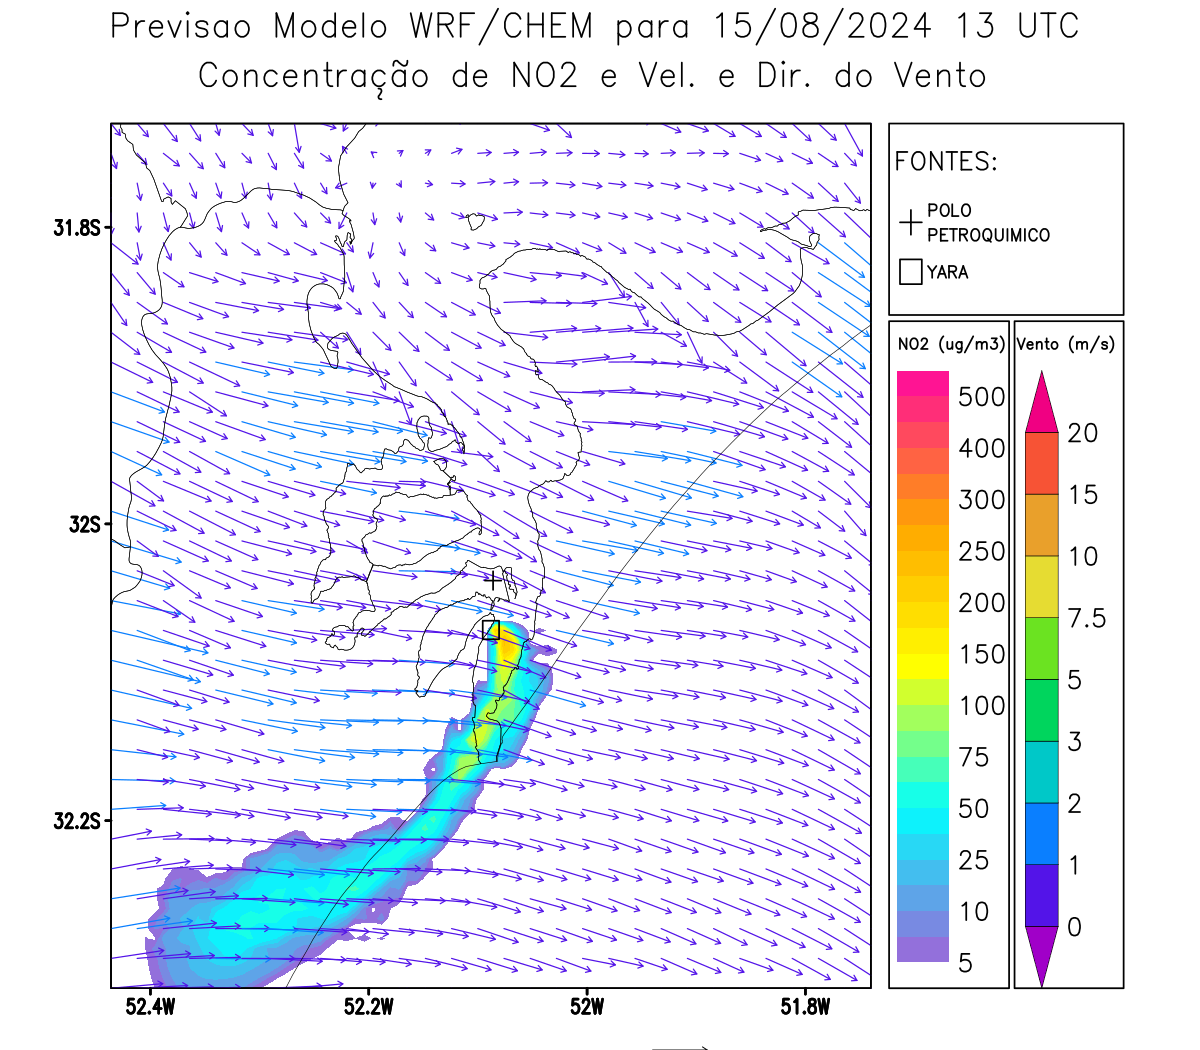 Previsao Modelo WRF/CHEM para 15/08/2024 13 UTC
Concentração de NO2 e Vel. e Dir. do Vento
FONTES:
POLO
PETROQUIMICO
YARA
31.8S
32S
32.2S
52.4W
52.2W
52W
51.8W
NO2 (ug/m3)
500
400
300
250
200
150
100
75
50
25
10
5
Vento (m/s)
20
15
10
7.5
5
3
2
1
0